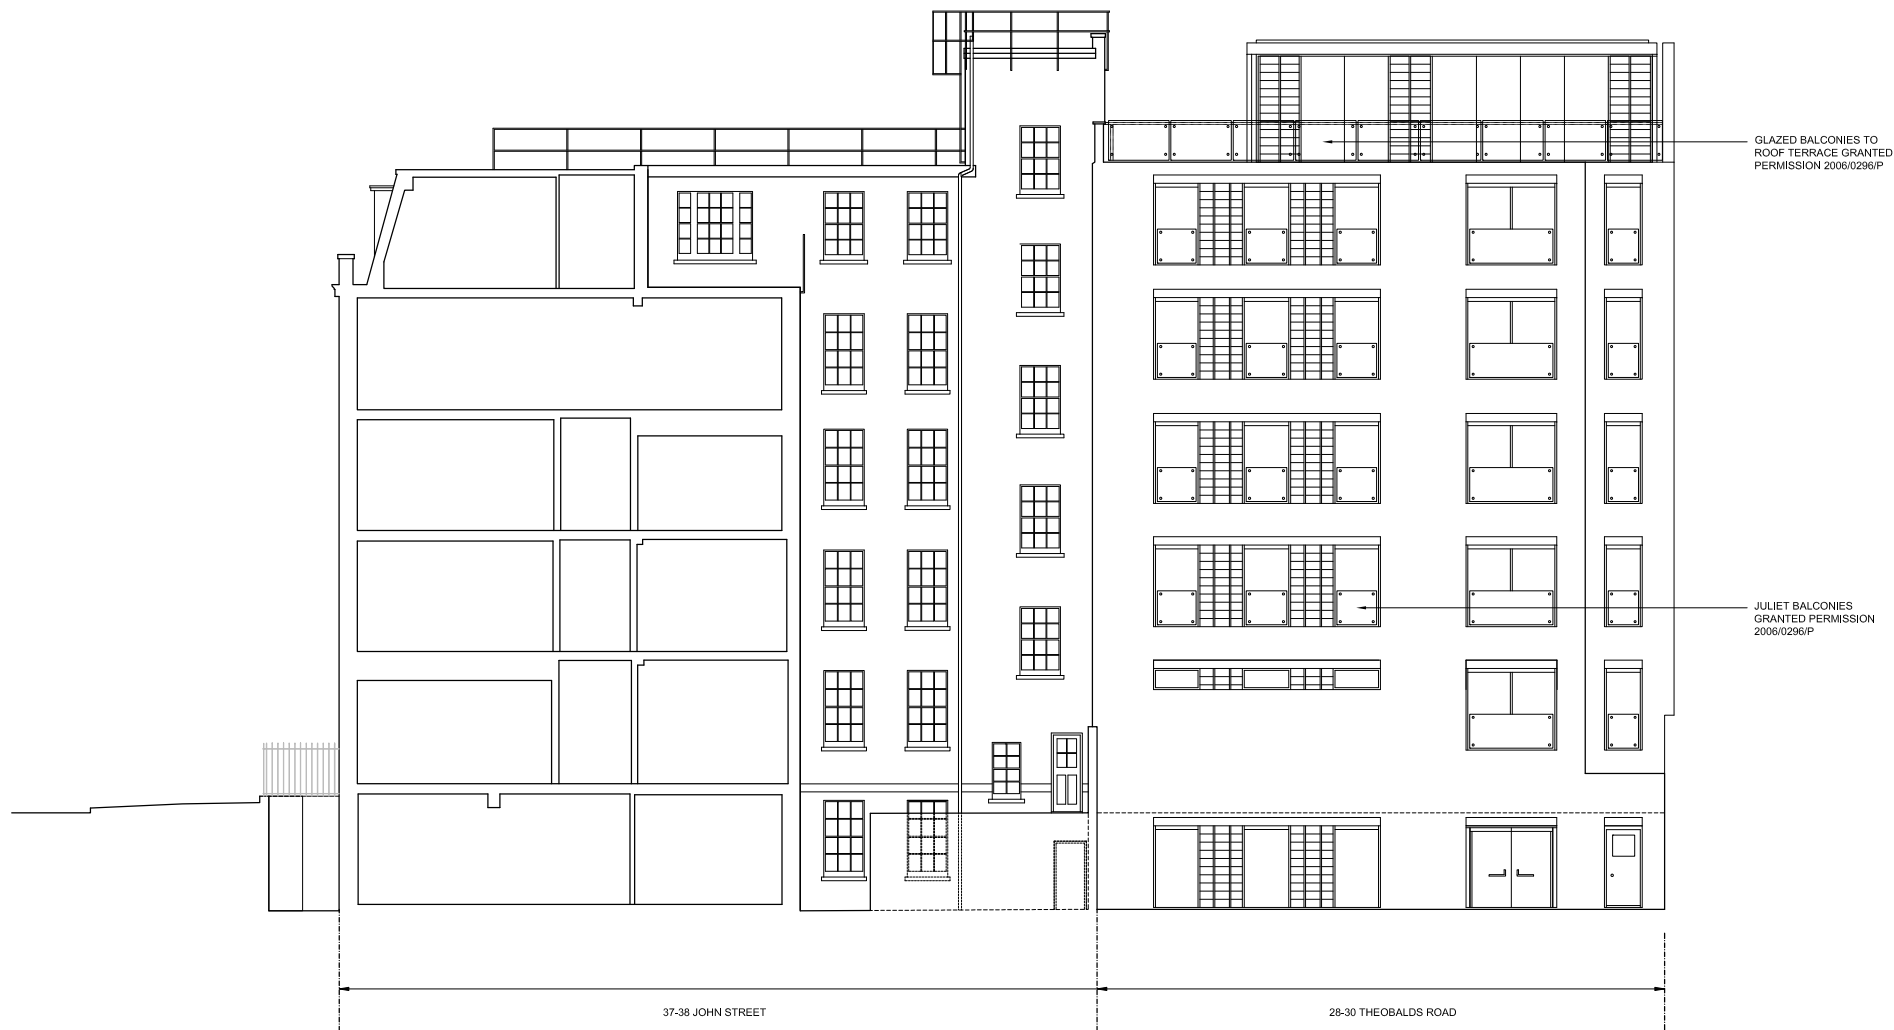 GLAZED BALCONIES TO
ROOF TERRACE GRANTED
PERMISSION 2006/0296/P
JULIET BALCONIES
GRANTED PERMISSION
2006/0296/P
37-38 JOHN STREET
28-30 THEOBALDS ROAD